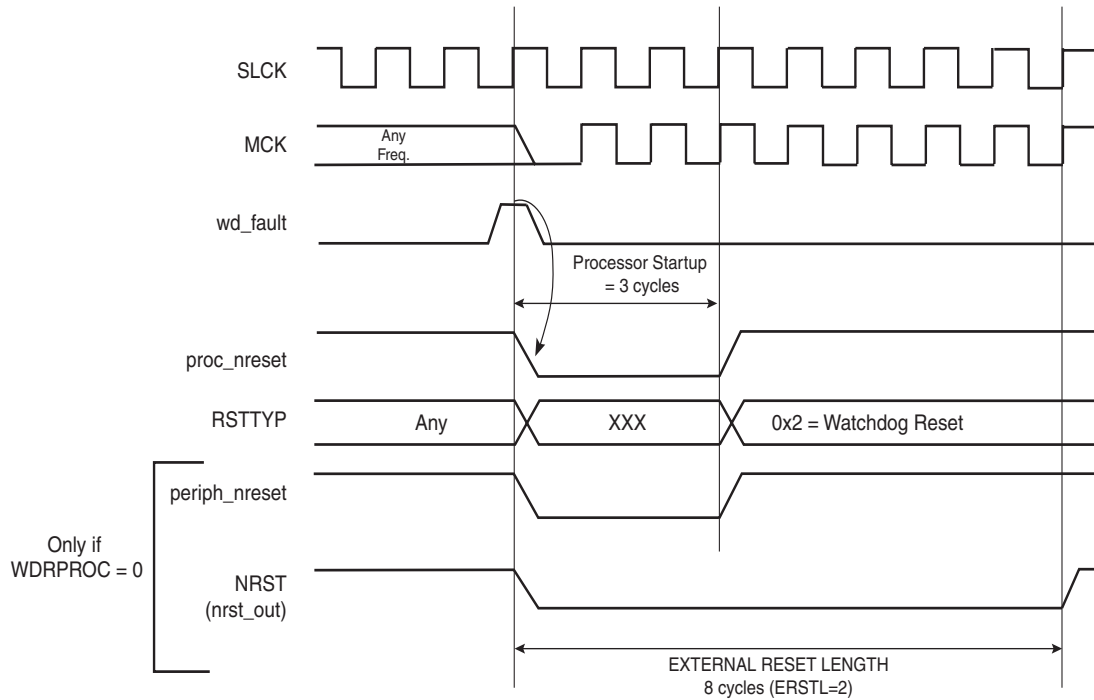 SLCK
MCK
Any
Freq.
wd_fault
Processor Startup
= 3 cycles
proc_nreset
RSTTYP
Any
XXX
0x2 = Watchdog Reset
periph_nreset
Only if
WDRPROC = 0
NRST
(nrst_out)
EXTERNAL RESET LENGTH
8 cycles (ERSTL=2)